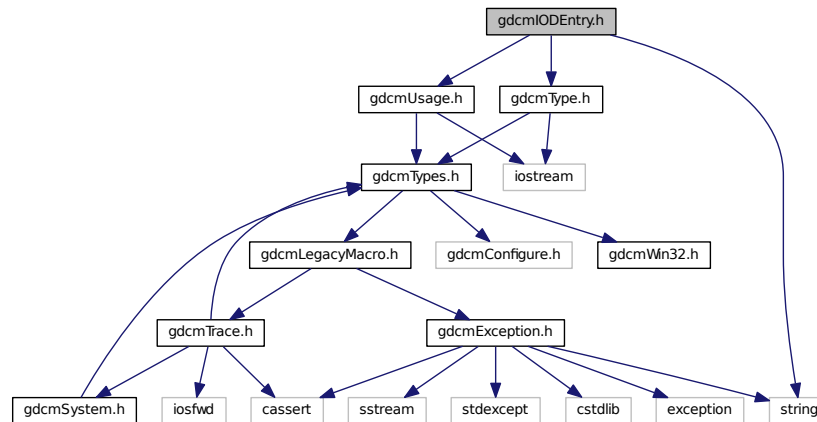 gdcmIODEntry.h
gdcmUsage.h
gdcmType.h
gdcmTypes.h
iostream
gdcmLegacyMacro.h
gdcmConfigure.h
gdcmWin32.h
gdcmTrace.h
gdcmException.h
gdcmSystem.h
iosfwd
cassert
sstream
stdexcept
cstdlib
exception
string